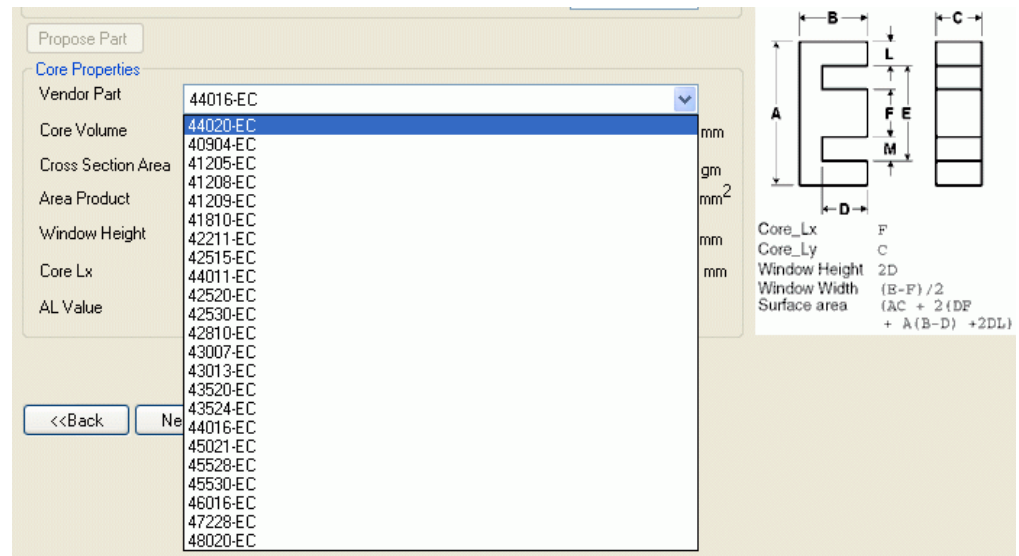 Propose Part
Core Properties
Vendor Part
44016-EC
Core Volume
mm
Cross Section Area
gm
Area Product
mm2
Window Height
mm
Core Lx
mm
AL Value
44020-EC
40904-EC
41205-EC
41208-EC
41209-EC
41810-EC
42211-EC
42515-EC
44011-EC
42520-EC
42530-EC
42810-EC
43007-EC
43013-EC
43520-EC
43524-EC
44016-EC
45021-EC
45528-EC
45530-EC
46016-EC
47228-EC
48020-EC
<<Back
Ne
B
C
L
A
F
E
M
D
Core_Lx F
Core_Ly C
Window Height 2D
Window Width (E-F)/2
Surface area (AC + 2(DF
+ A(B-D) +2DL)